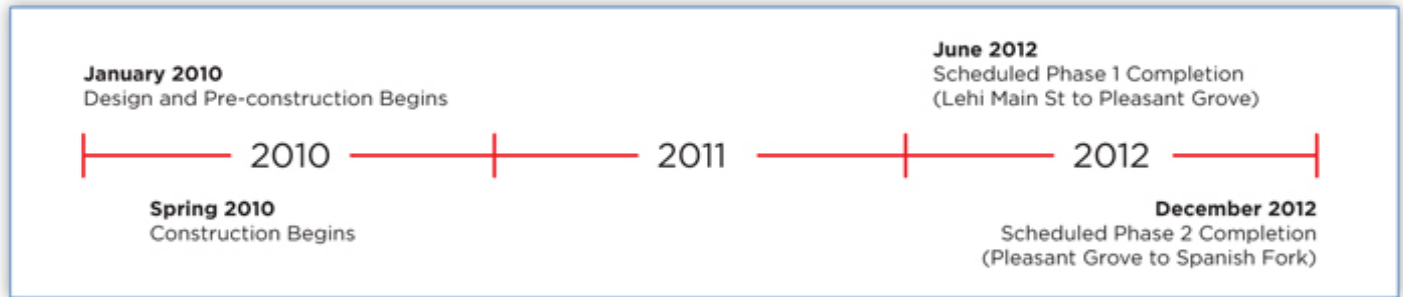 January 2010
Design and Pre-construction Begins
June 2012
Scheduled Phase 1 Completion
(Lehi Main St to Pleasant Grove)
2010
2011
2012
Spring 2010
Construction Begins
December 2012
Scheduled Phase 2 Completion
(Pleasant Grove to Spanish Fork)